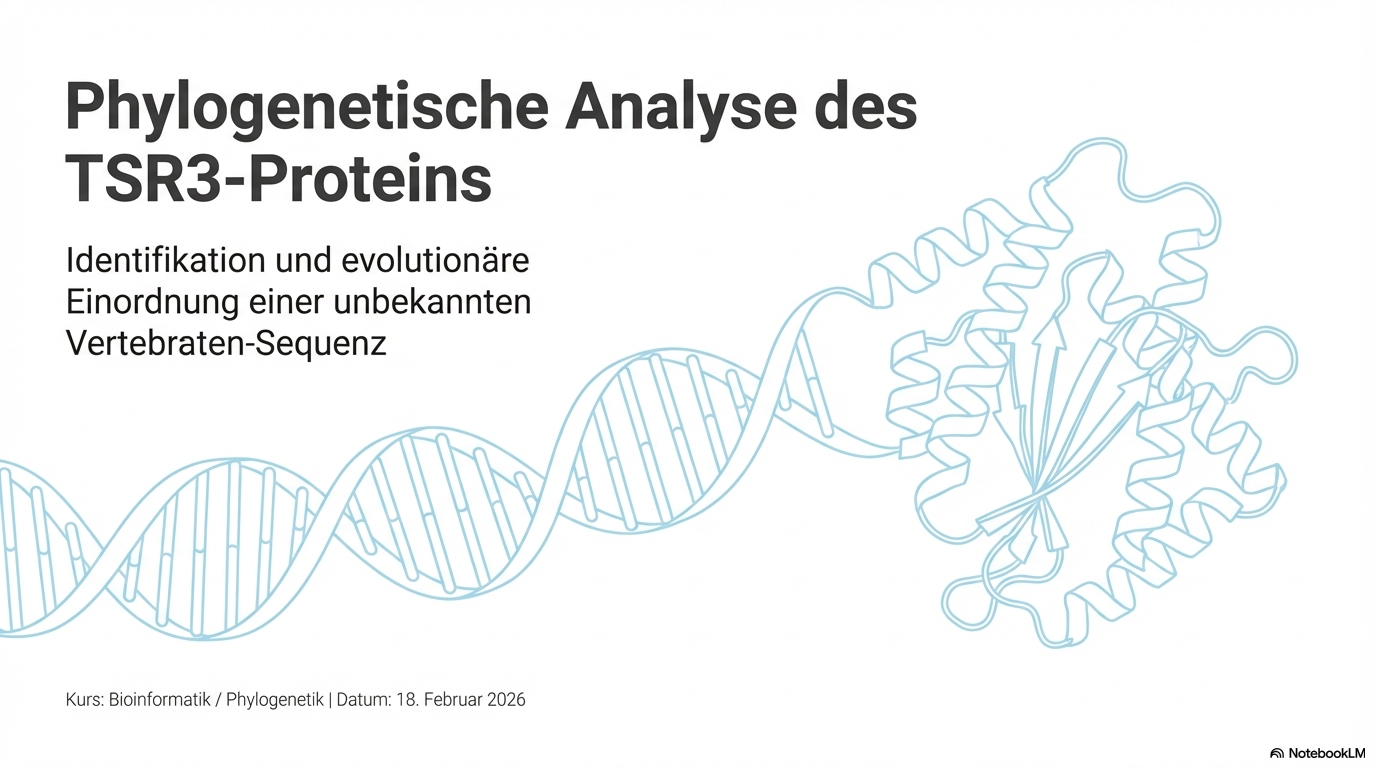 Phylogenetische Analyse des
TSR3-Proteins
Identifikation und evolutionäre
Einordnung einer unbekannten
Vertebraten-Sequenz
Kurs: Bioinformatik / Phylogenetik | Datum: 18. Februar 2026
NotebookLM